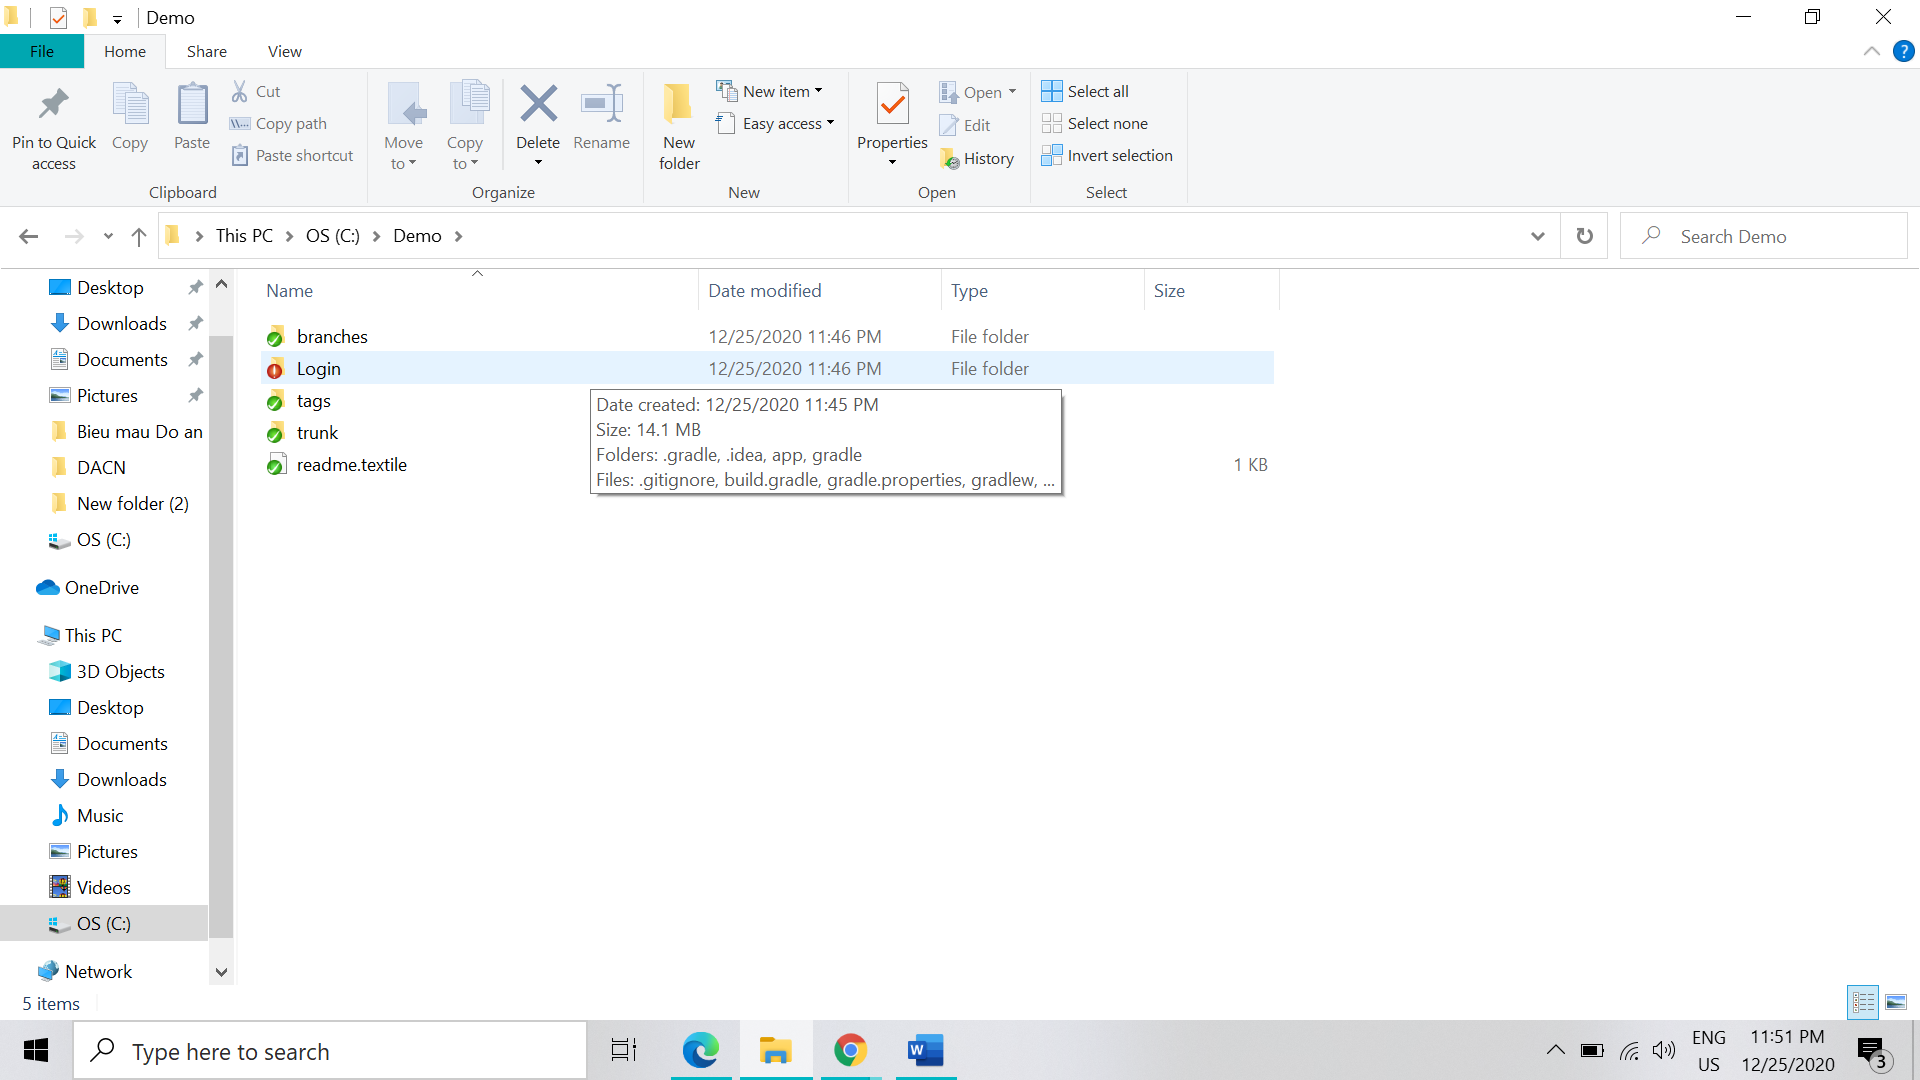 Demo
File
Home
Share
View
Pin to Quick access
Copy
Paste
Cut
Copy path
Paste shortcut
Clipboard
Move to
Copy to
Delete
Rename
Organize
New folder
New item
Easy access
New
Properties
Open
Edit
History
Open
Select all
Select none
Invert selection
Select
This PC
OS (C:)
Demo
Search Demo
Desktop
Downloads
Documents
Pictures
Bieu mau Do an
DACN
New folder (2)
OS (C:)
OneDrive
This PC
3D Objects
Desktop
Documents
Downloads
Music
Pictures
Videos
OS (C:)
Network
Name Date modified Type Size
branches 12/25/2020 11:46 PM File folder
Login 12/25/2020 11:46 PM File folder
tags
trunk
readme.textile 1 KB
Date created: 12/25/2020 11:45 PM
Size: 14.1 MB
Folders: .gradle, .idea, app, gradle
Files: .gitignore, build.gradle, gradle.properties, gradlew, ...
5 items
Type here to search
W
ENG
US
11:51 PM
12/25/2020
3